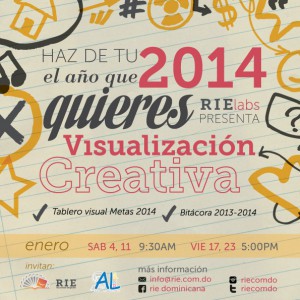 HAZ DE TU 2014
el año que
quieres RIElabs
PRESENTA
Visualización
Creativa
Tablero visual Metas 2014 Bitácora 2013-2014
enero SAB 4, 11 9:30AM VIE 17, 23 5:00PM
invitan: más información
RIE AL info@rie.com.do riecomdo
rie dominicana riecomdo